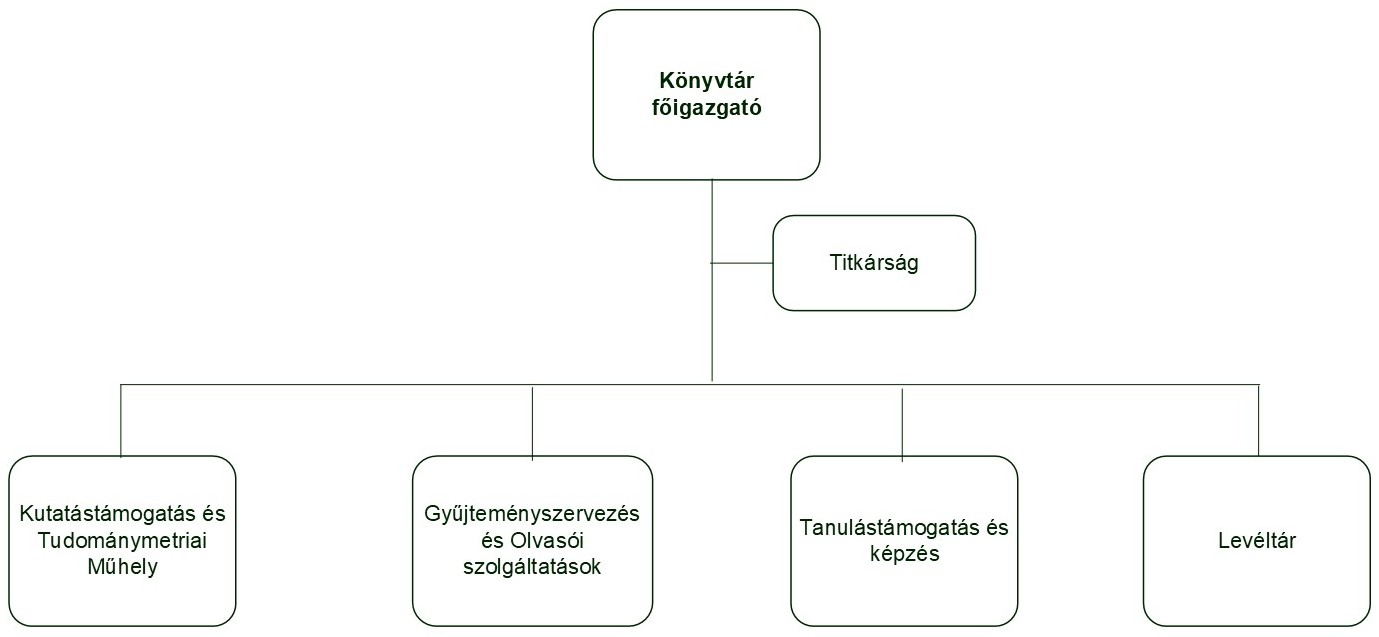 Könyvtár
főigazgató
Titkárság
Kutatástámogatás és
Tudománymetriai
Műhely
Gyűjteményszervezés
és Olvasói
szolgáltatások
Tanulástámogatás és
képzés
Levéltár